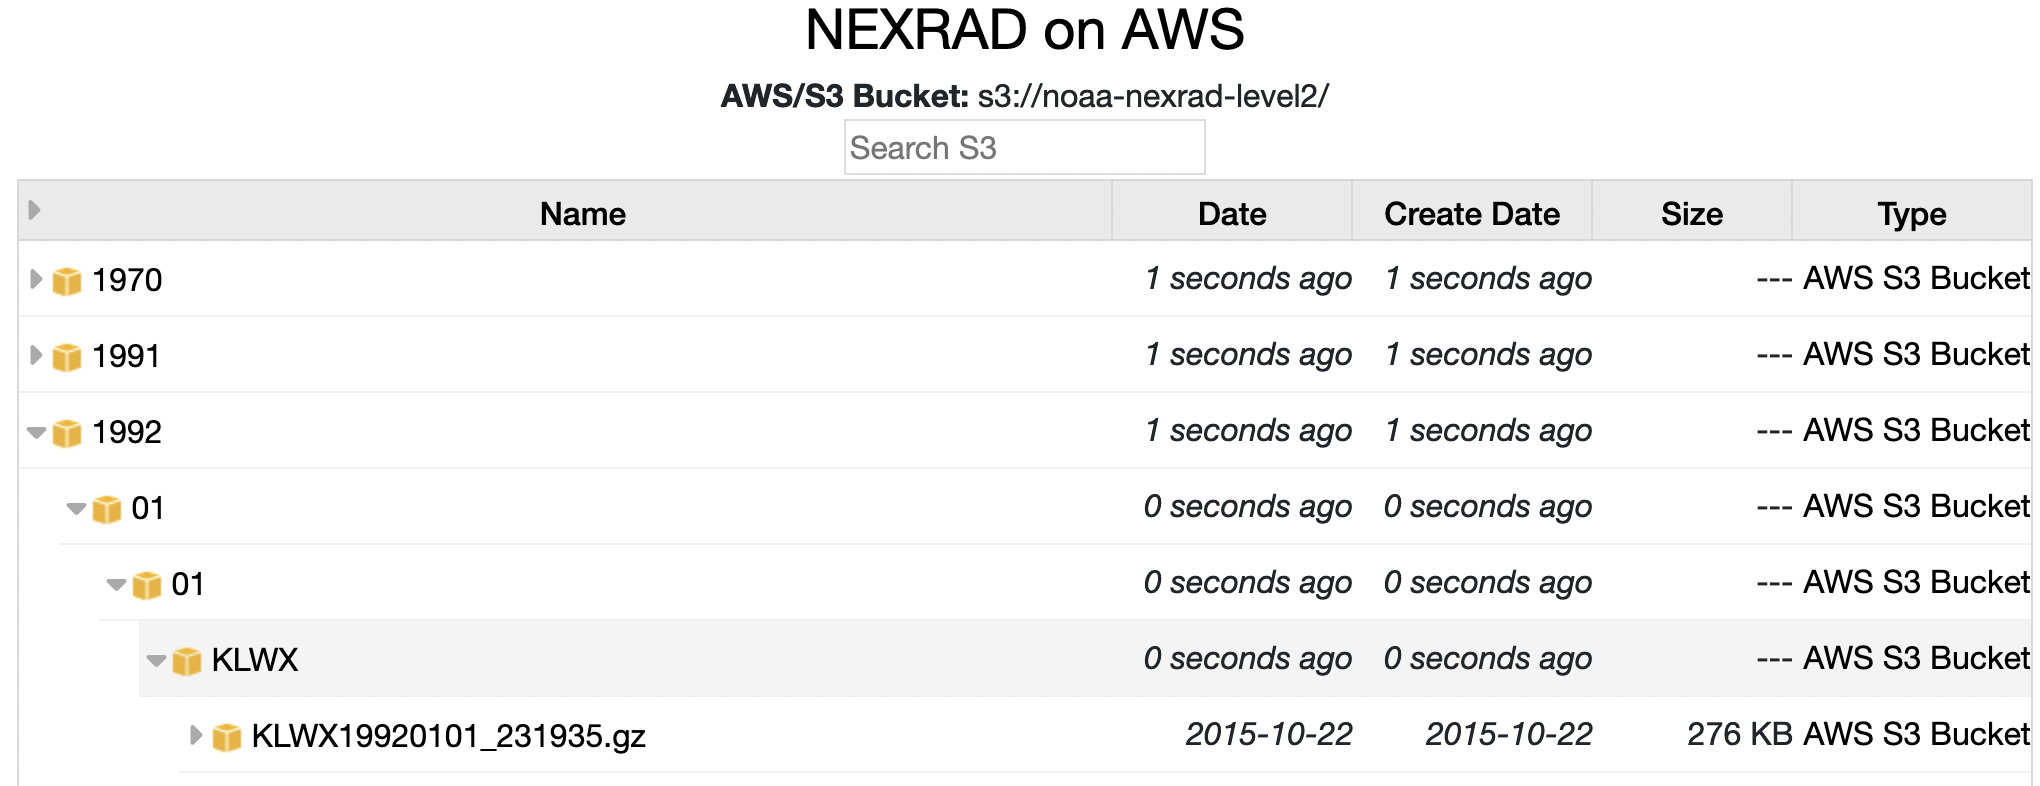 NEXRAD on AWS
AWS/S3 Bucket: s3://noaa-nexrad-level2/
Search S3
Name Date Create Date Size Type
1970 1 seconds ago 1 seconds ago --- AWS S3 Bucket
1991 1 seconds ago 1 seconds ago --- AWS S3 Bucket
1992 1 seconds ago 1 seconds ago --- AWS S3 Bucket
01 0 seconds ago 0 seconds ago --- AWS S3 Bucket
01 0 seconds ago 0 seconds ago --- AWS S3 Bucket
KLWX 0 seconds ago 0 seconds ago --- AWS S3 Bucket
KLWX19920101_231935.gz 2015-10-22 2015-10-22 276 KB AWS S3 Bucket